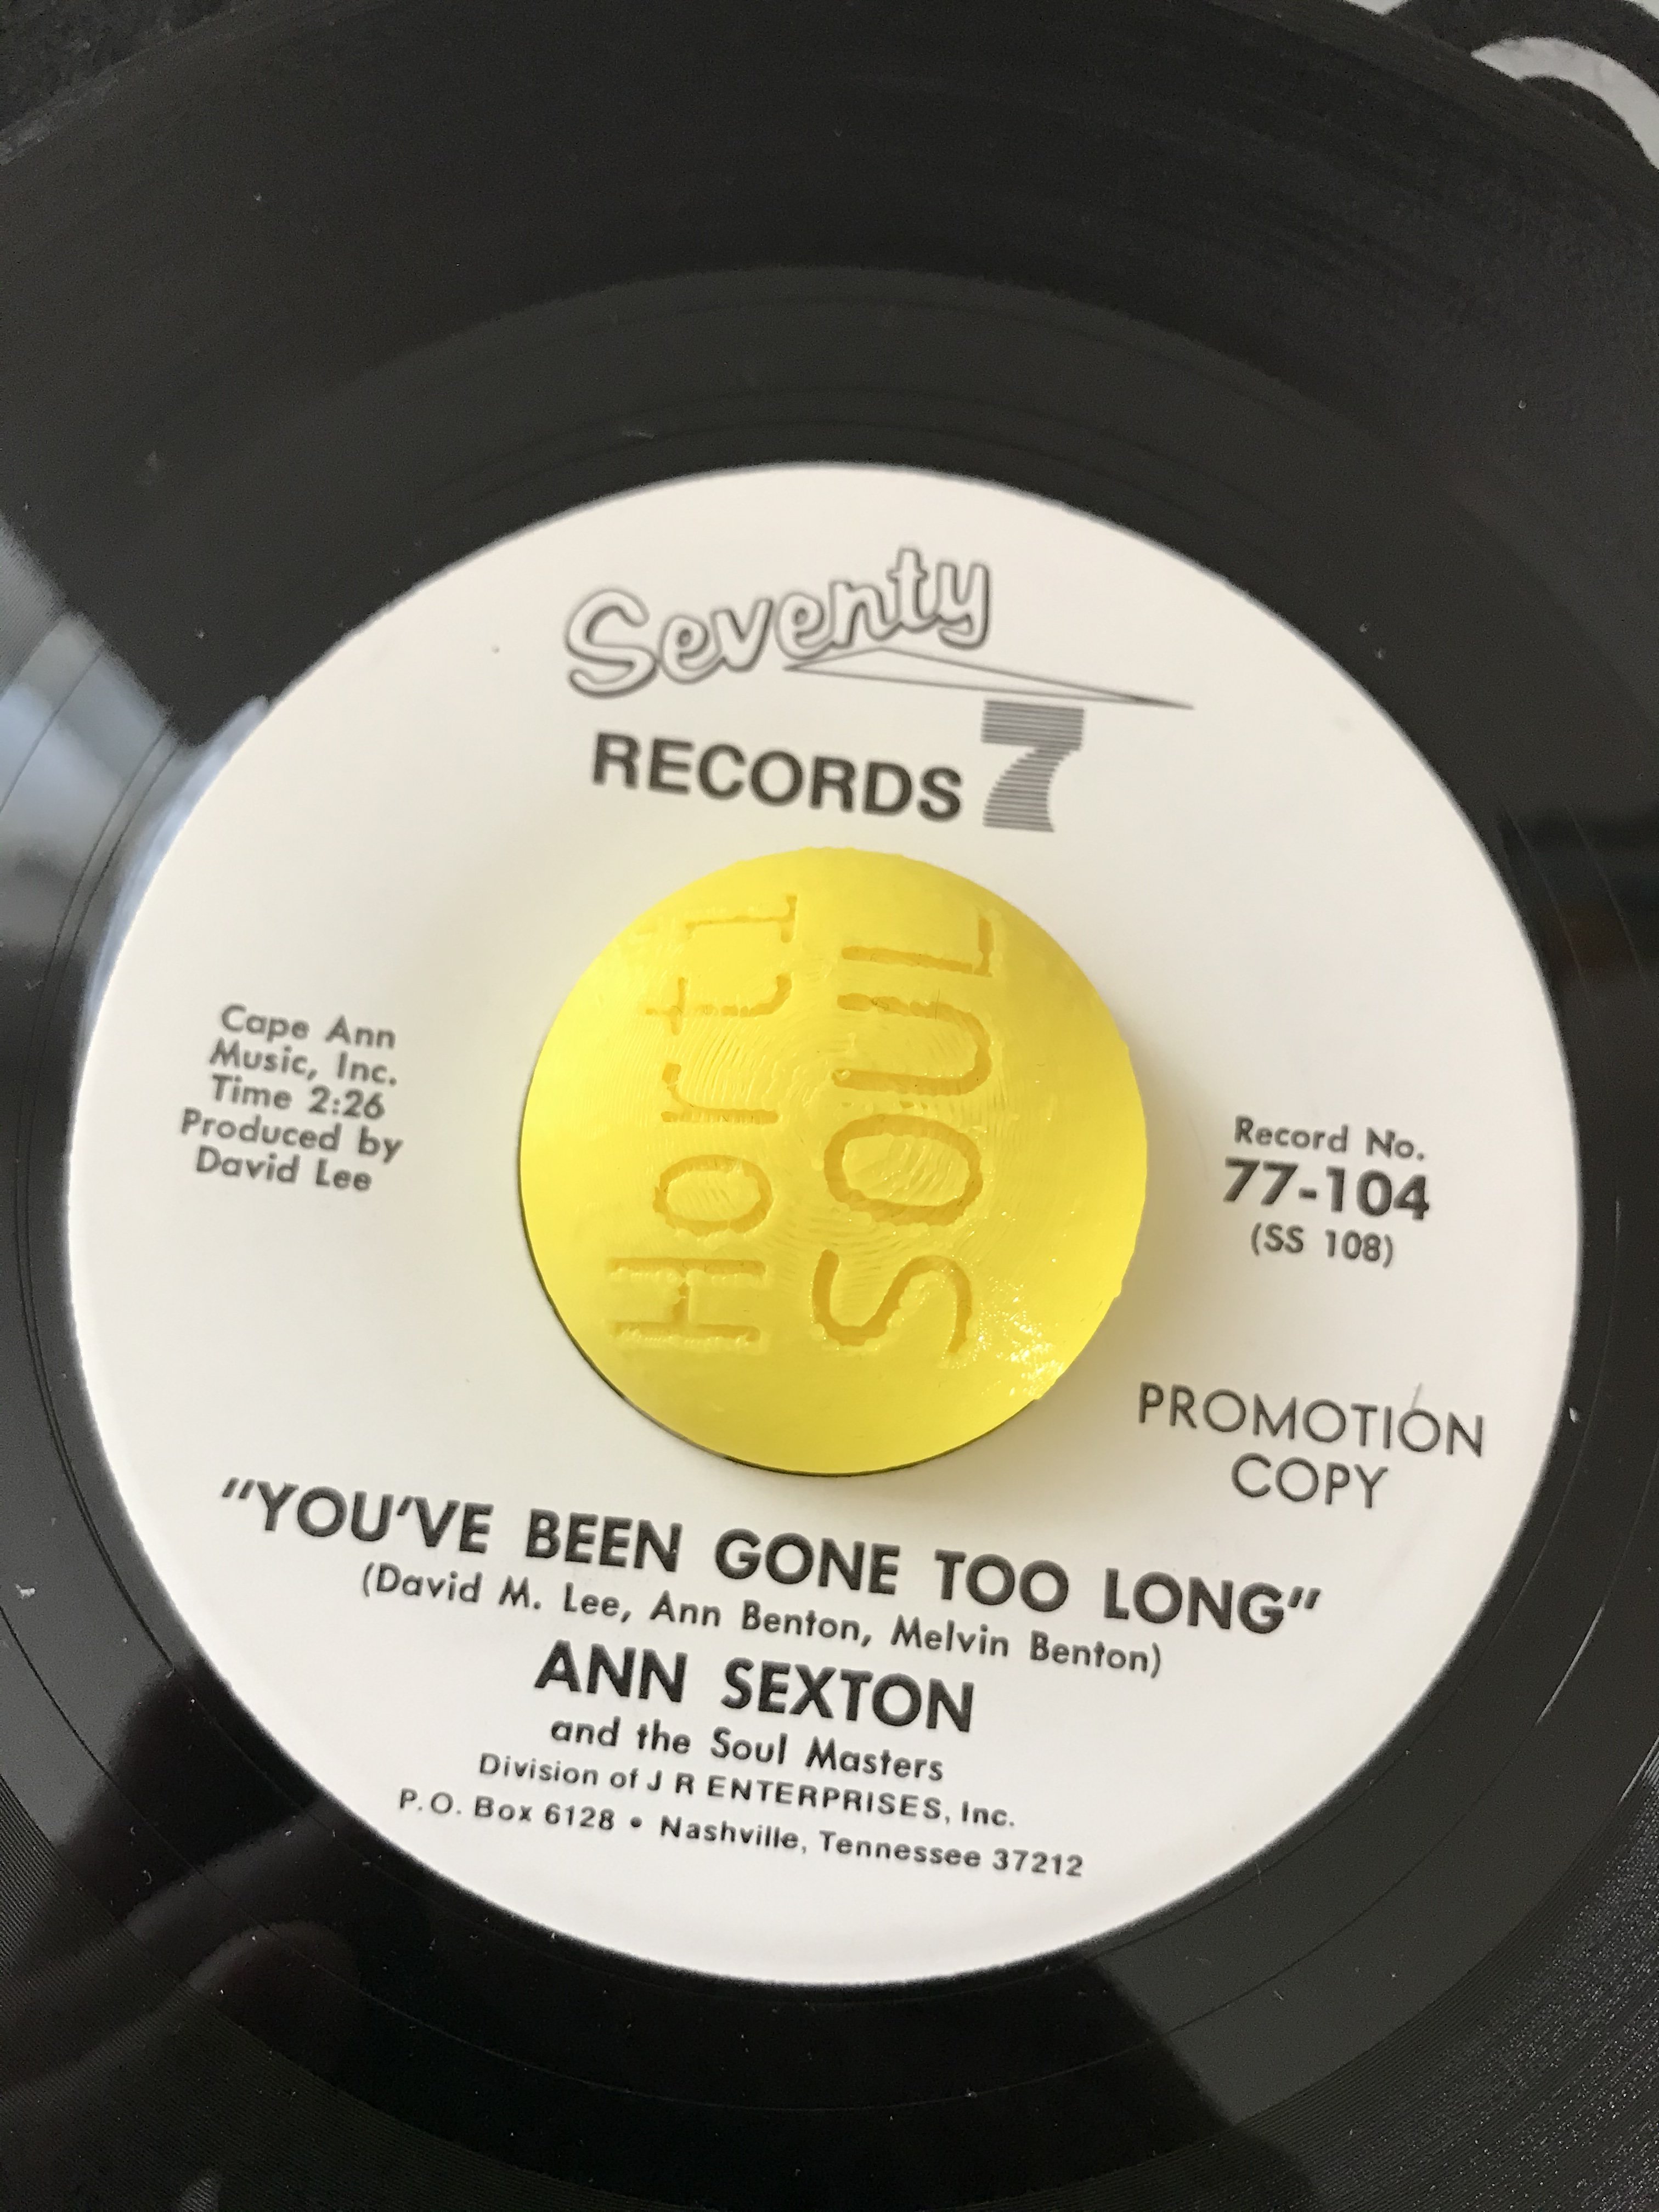 Seventy
RECORDS 7
Horti
SOUL
Cape Ann
Music, Inc.
Time 2:26
Produced by
David Lee
Record No.
77-104
(SS 108)
PROMOTION
COPY
"YOU'VE BEEN GONE TOO LONG"
(David M. Lee, Ann Benton, Melvin Benton)
ANN SEXTON
and the Soul Masters
Division of J R ENTERPRISES, Inc.
P.O. Box 6128 • Nashville, Tennessee 37212